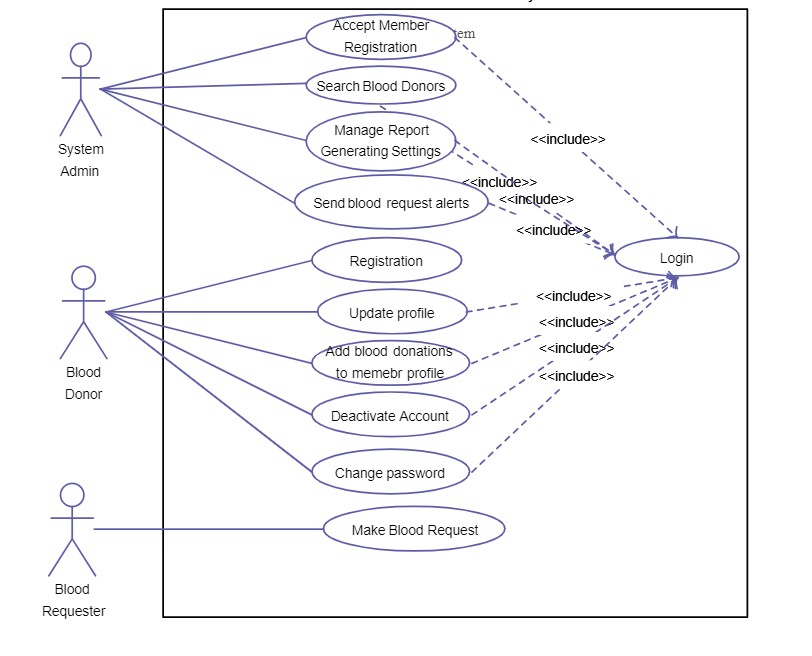 Accept Member
Registration
tem
Search Blood Donors
Manage Report
Generating Settings
Send blood request alerts
System
Admin
<<include>>
<<include>>
<<include>>
<<include>>
Login
Registration
Update profile
Add blood donations
to memebr profile
Deactivate Account
Change password
<<include>>
<<include>>
<<include>>
<<include>>
Blood
Donor
Make Blood Request
Blood
Requester